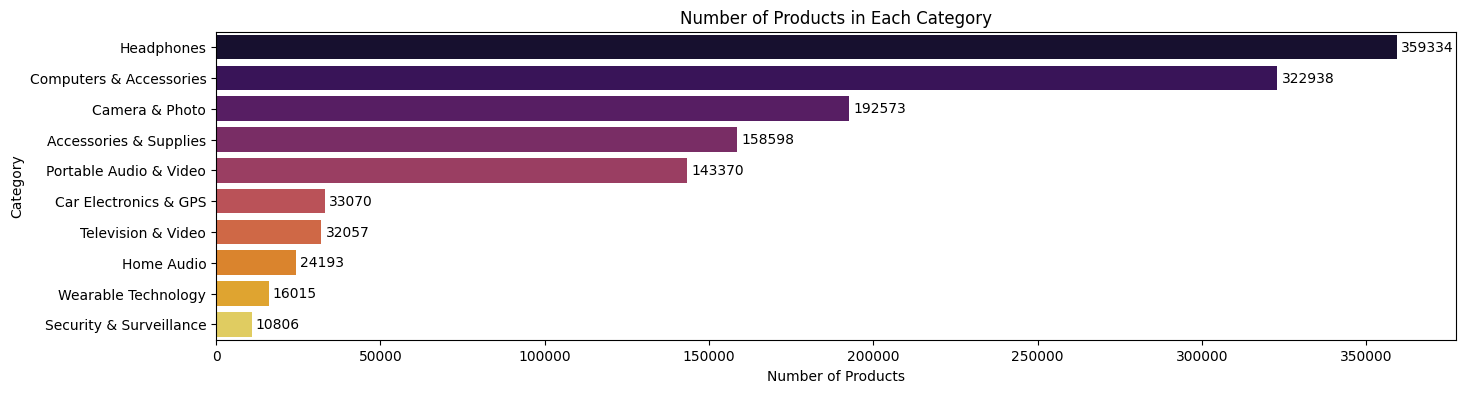 Number of Products in Each Category
Category
Headphones 359334
Computers & Accessories 322938
Camera & Photo 192573
Accessories & Supplies 158598
Portable Audio & Video 143370
Car Electronics & GPS 33070
Television & Video 32057
Home Audio 24193
Wearable Technology 16015
Security & Surveillance 10806
0 50000 100000 150000 200000 250000 300000 350000
Number of Products